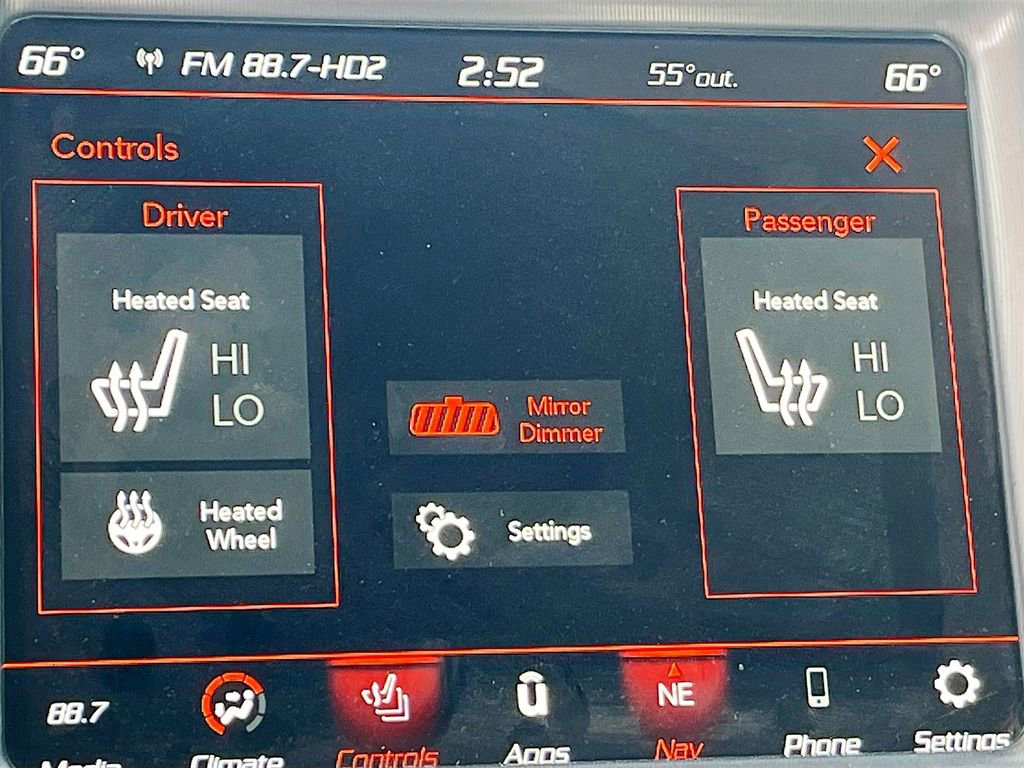 66° FM 88.7-HD2 2:52 55° out. 66°
Controls
Driver
Heated Seat
HI
LO
Heated
Wheel
Mirror
Dimmer
Settings
Passenger
Heated Seat
HI
LO
88.7 NE
Media Climate Controls Apps Nav Phone Settings